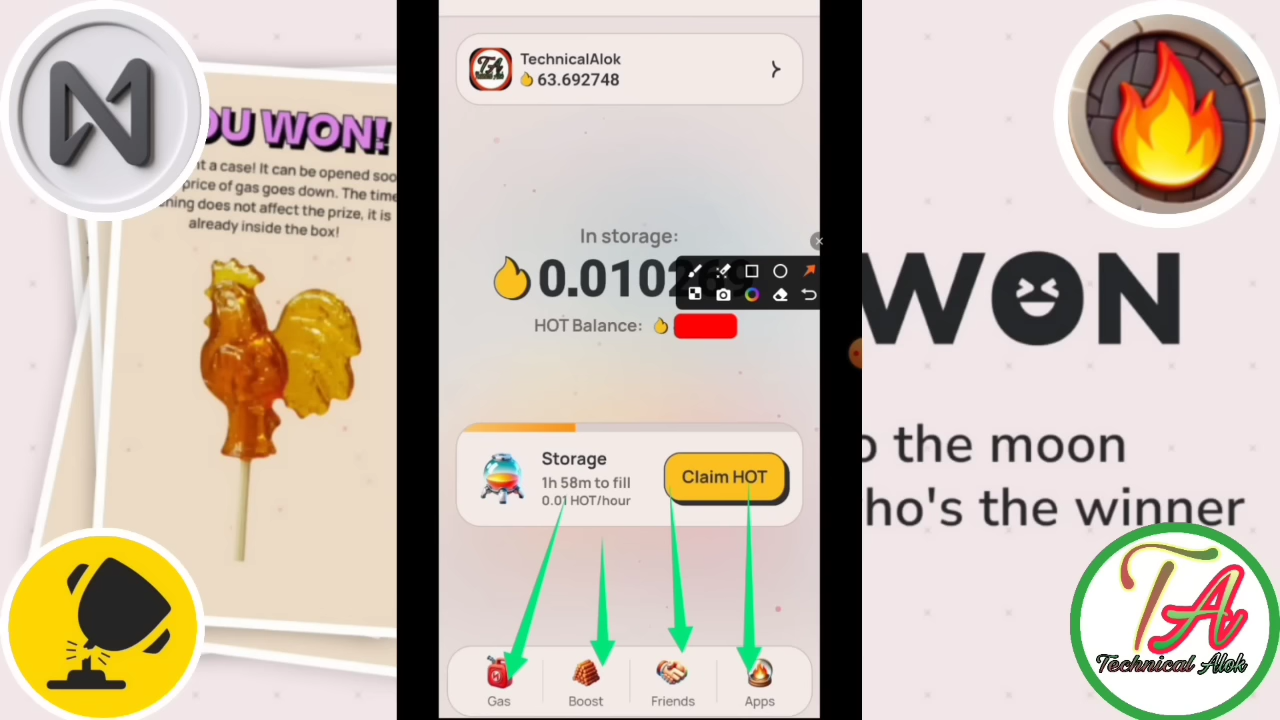 OU WON!
t a case! It can be opened soo
price of gas goes down. The time
ning does not affect the prize, it is
already inside the box!
TechnicalAlok
63.692748
In storage:
0.010269
HOT Balance:
Storage
1h 58m to fill
0.01 HOT/hour
Claim HOT
Gas
Boost
Friends
Apps
WON
o the moon
ho's the winner
TA
Technical Alok